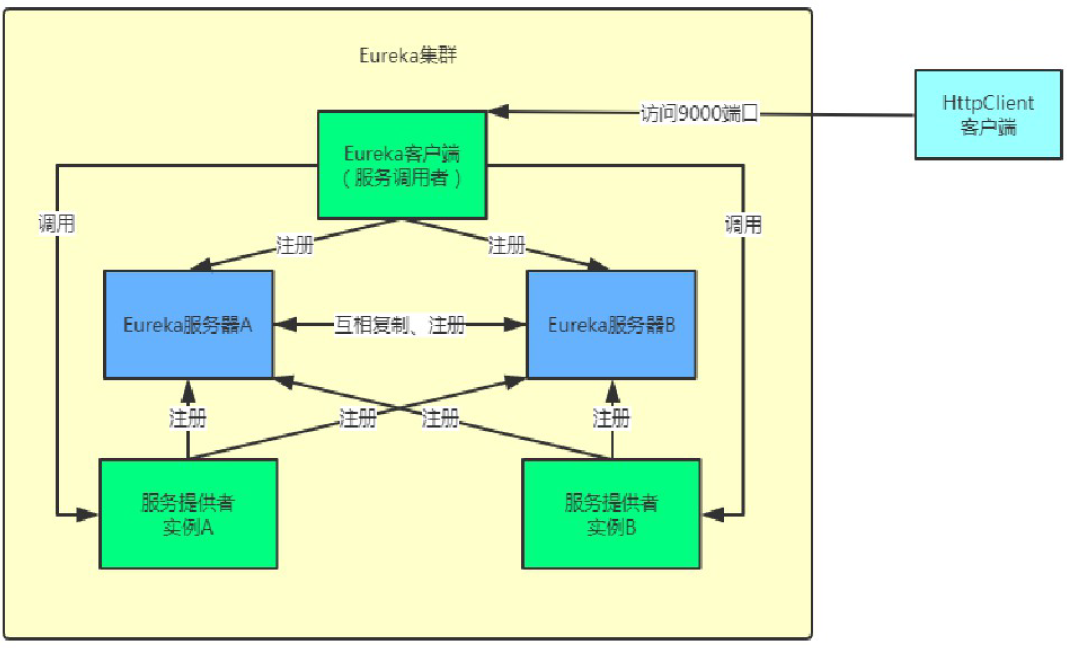 Eureka集群
HttpClient
客户端
访问9000端口
Eureka客户端
（服务调用者）
调用
调用
注册
注册
Eureka服务器A
互相复制、注册
Eureka服务器B
注册
注册
注册
注册
服务提供者
实例A
服务提供者
实例B